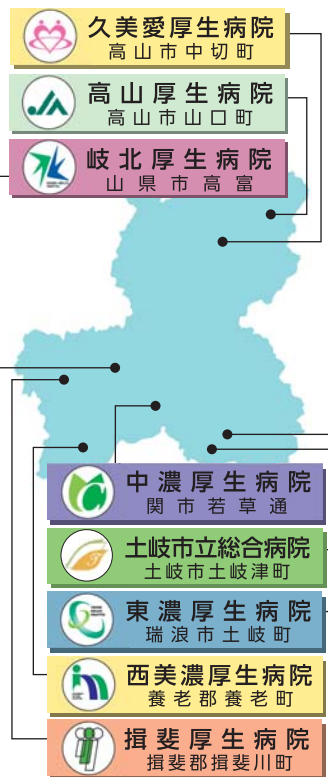 久美愛厚生病院
高山市中切町
高山厚生病院
高山市山口町
岐北厚生病院
山県市高富
中濃厚生病院
関市若草通
土岐市立総合病院
土岐市土岐津町
東濃厚生病院
瑞浪市土岐町
西美濃厚生病院
養老郡養老町
揖斐厚生病院
揖斐郡揖斐川町